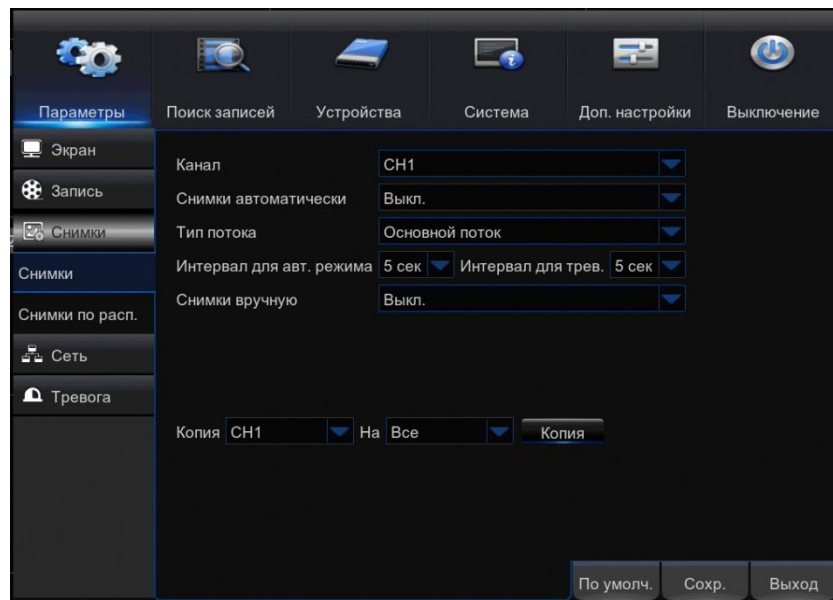 Параметры Поиск записей Устройства Система Доп. настройки Выключение
Экран
Запись
Снимки
Снимки
Снимки по расп.
Сеть
Тревога
Канал CH1
Снимки автоматически Выкл.
Тип потока Основной поток
Интервал для авт. режима 5 сек Интервал для трев. 5 сек
Снимки вручную Выкл.
Копия CH1 На Все Копия
По умолч. Сохр. Выход